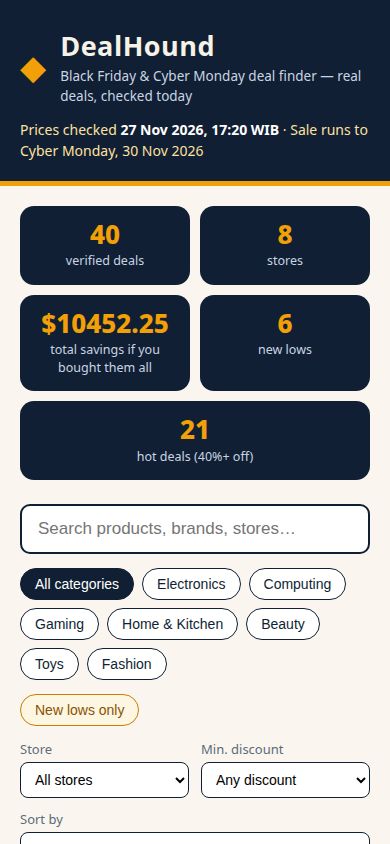 DealHound
Black Friday & Cyber Monday deal finder — real
deals, checked today
Prices checked 27 Nov 2026, 17:20 WIB · Sale runs to
Cyber Monday, 30 Nov 2026
40
verified deals
8
stores
$10452.25
total savings if you
bought them all
6
new lows
21
hot deals (40%+ off)
Search products, brands, stores…
All categories
Electronics
Computing
Gaming
Home & Kitchen
Beauty
Toys
Fashion
New lows only
Store
Min. discount
All stores
Any discount
Sort by